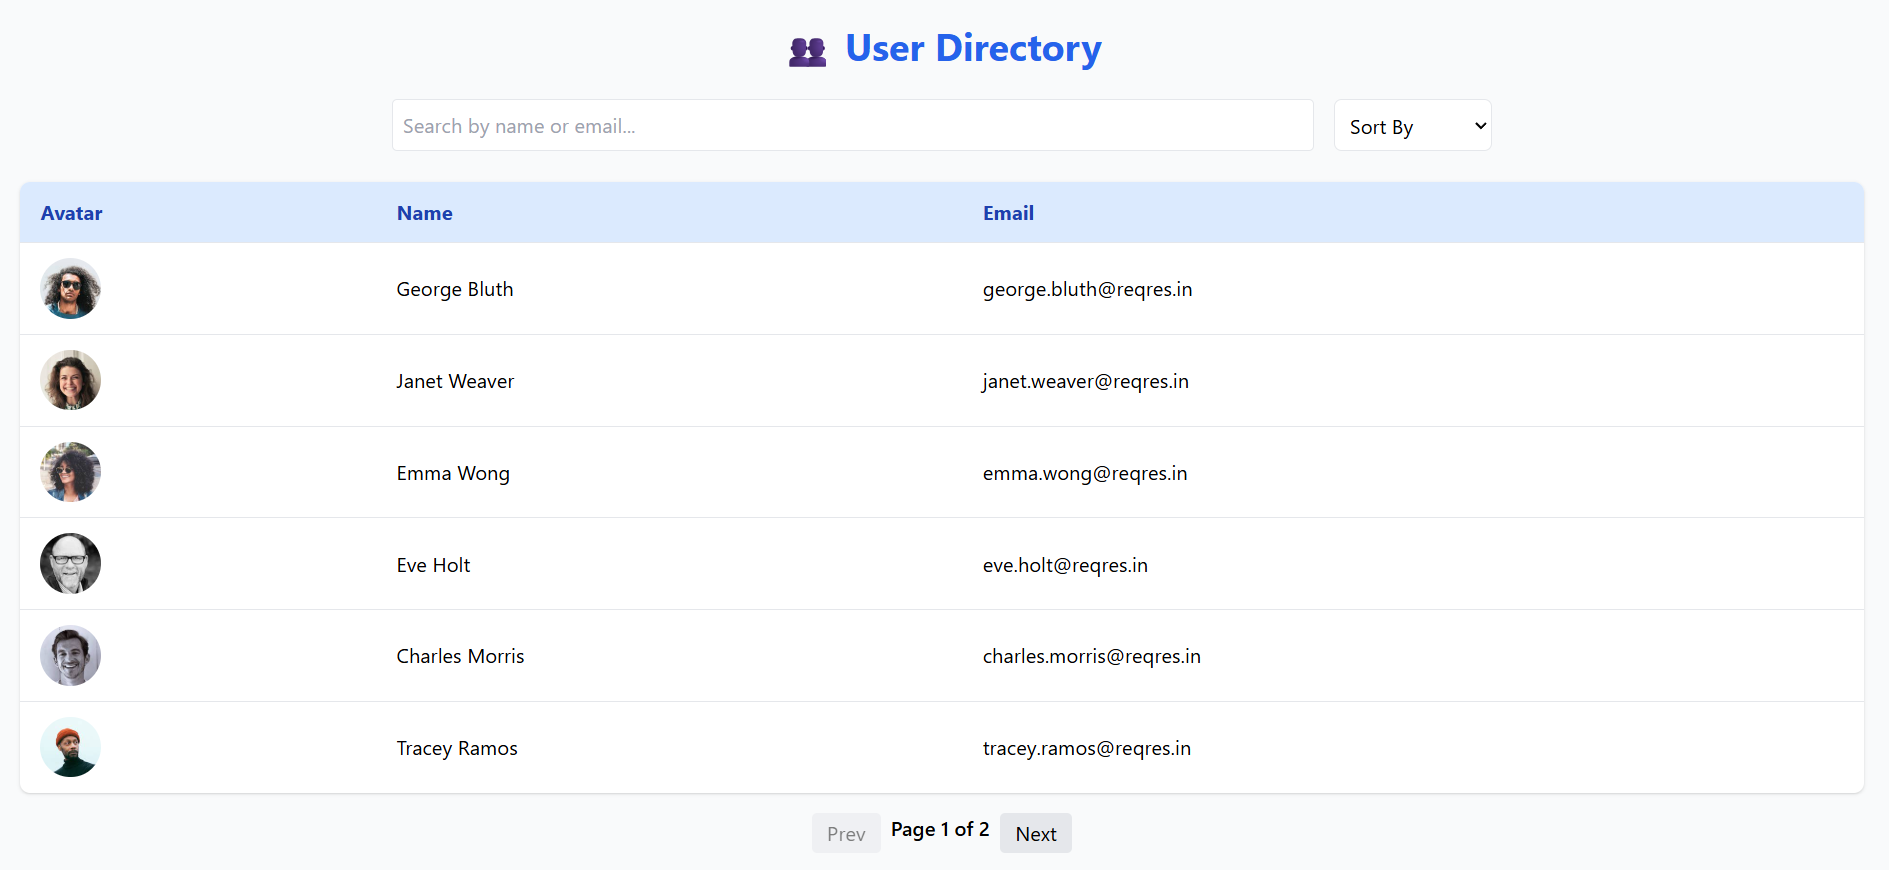 User Directory
Search by name or email...
Sort By
Avatar Name Email
George Bluth george.bluth@reqres.in
Janet Weaver janet.weaver@reqres.in
Emma Wong emma.wong@reqres.in
Eve Holt eve.holt@reqres.in
Charles Morris charles.morris@reqres.in
Tracey Ramos tracey.ramos@reqres.in
Prev Page 1 of 2 Next